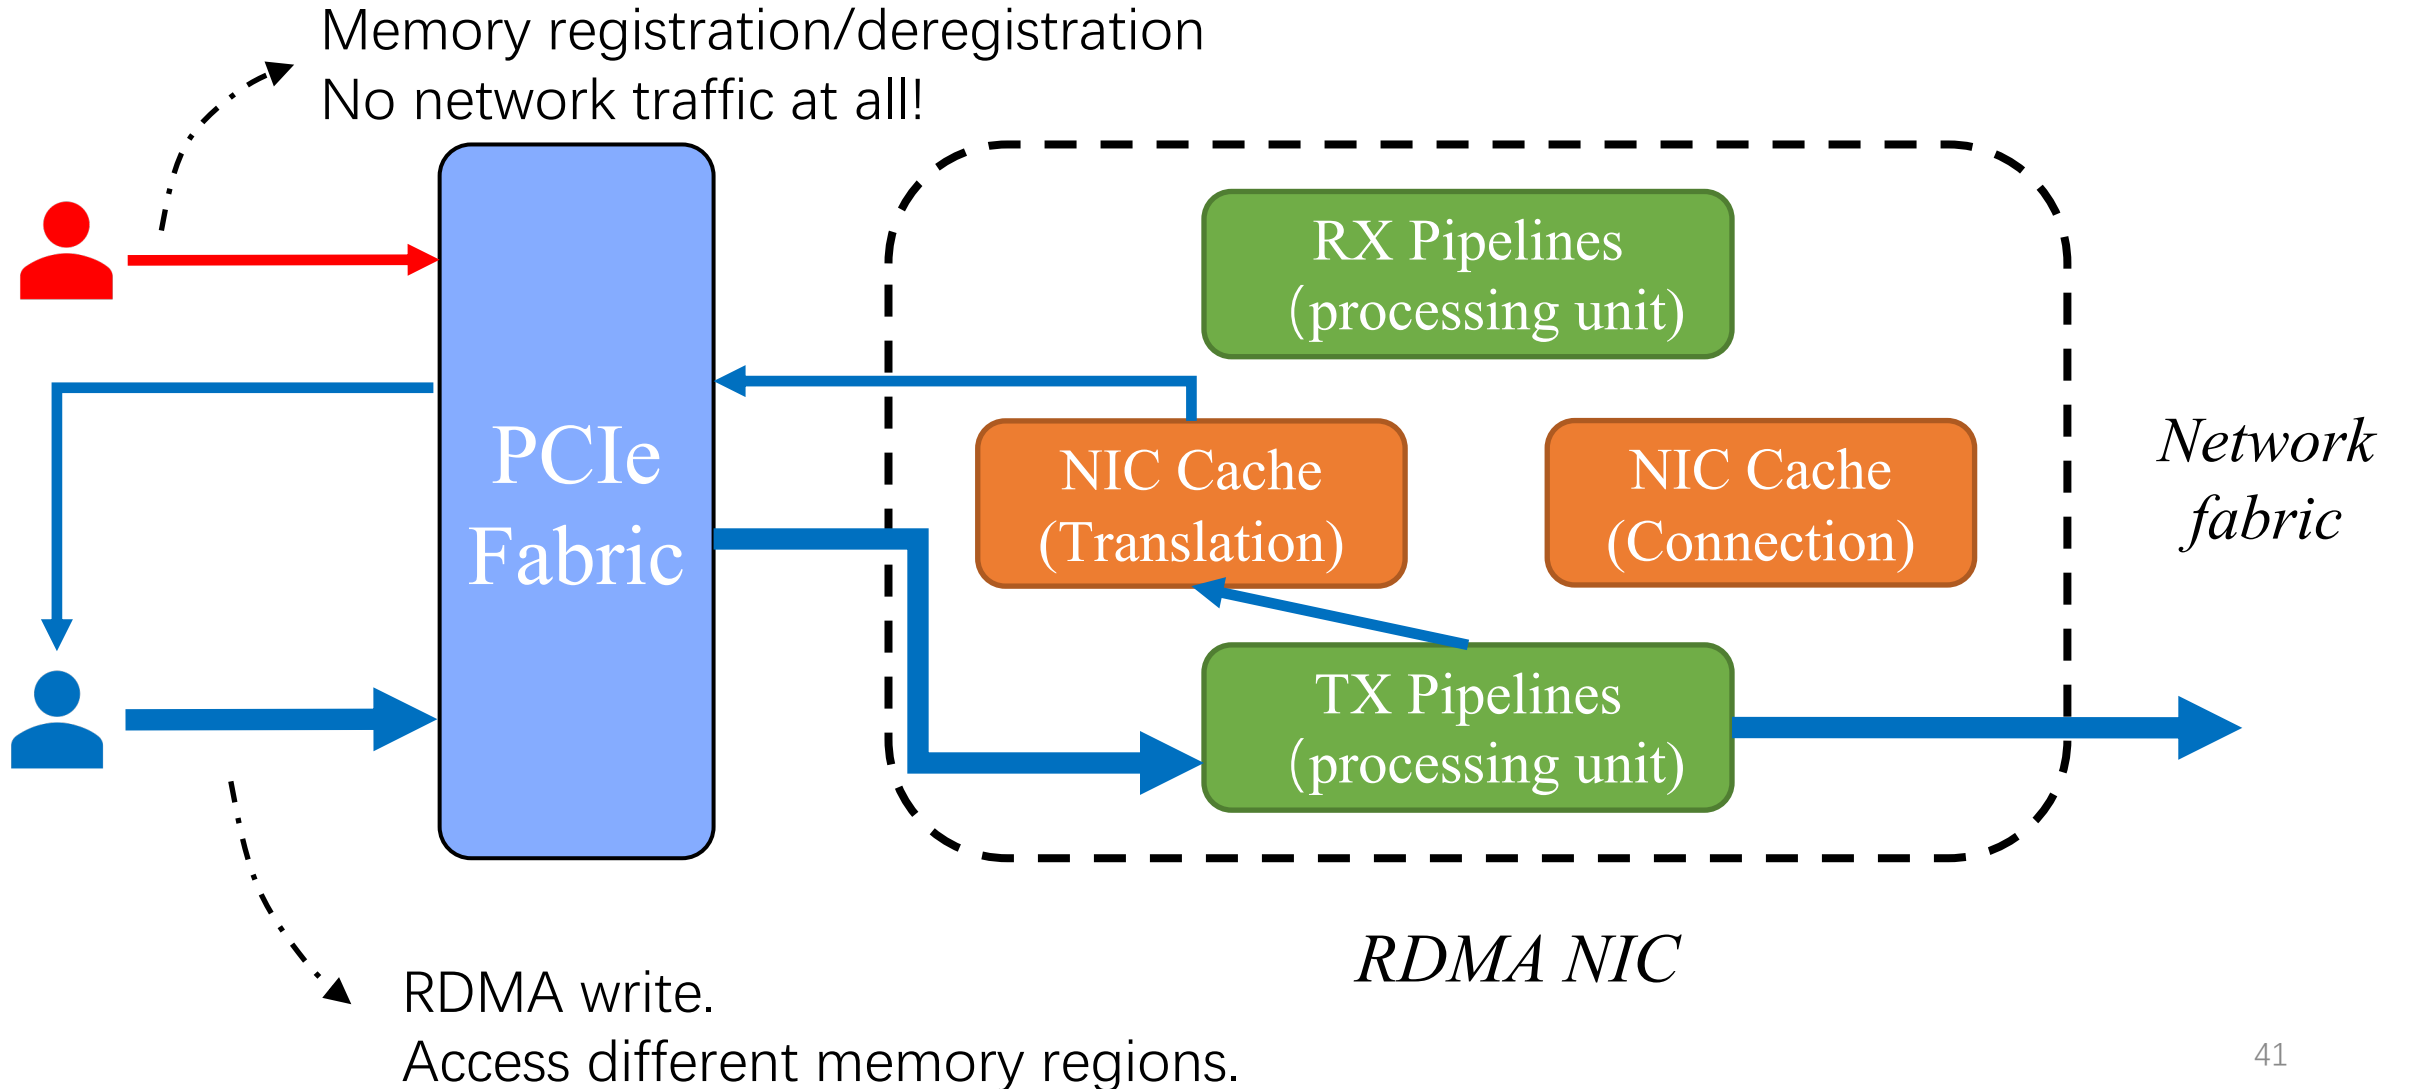 Memory registration/deregistration
No network traffic at all!
RX Pipelines
(processing unit)
PCIe
Fabric
NIC Cache
(Translation)
NIC Cache
(Connection)
Network
fabric
TX Pipelines
(processing unit)
RDMA NIC
RDMA write.
Access different memory regions.
41